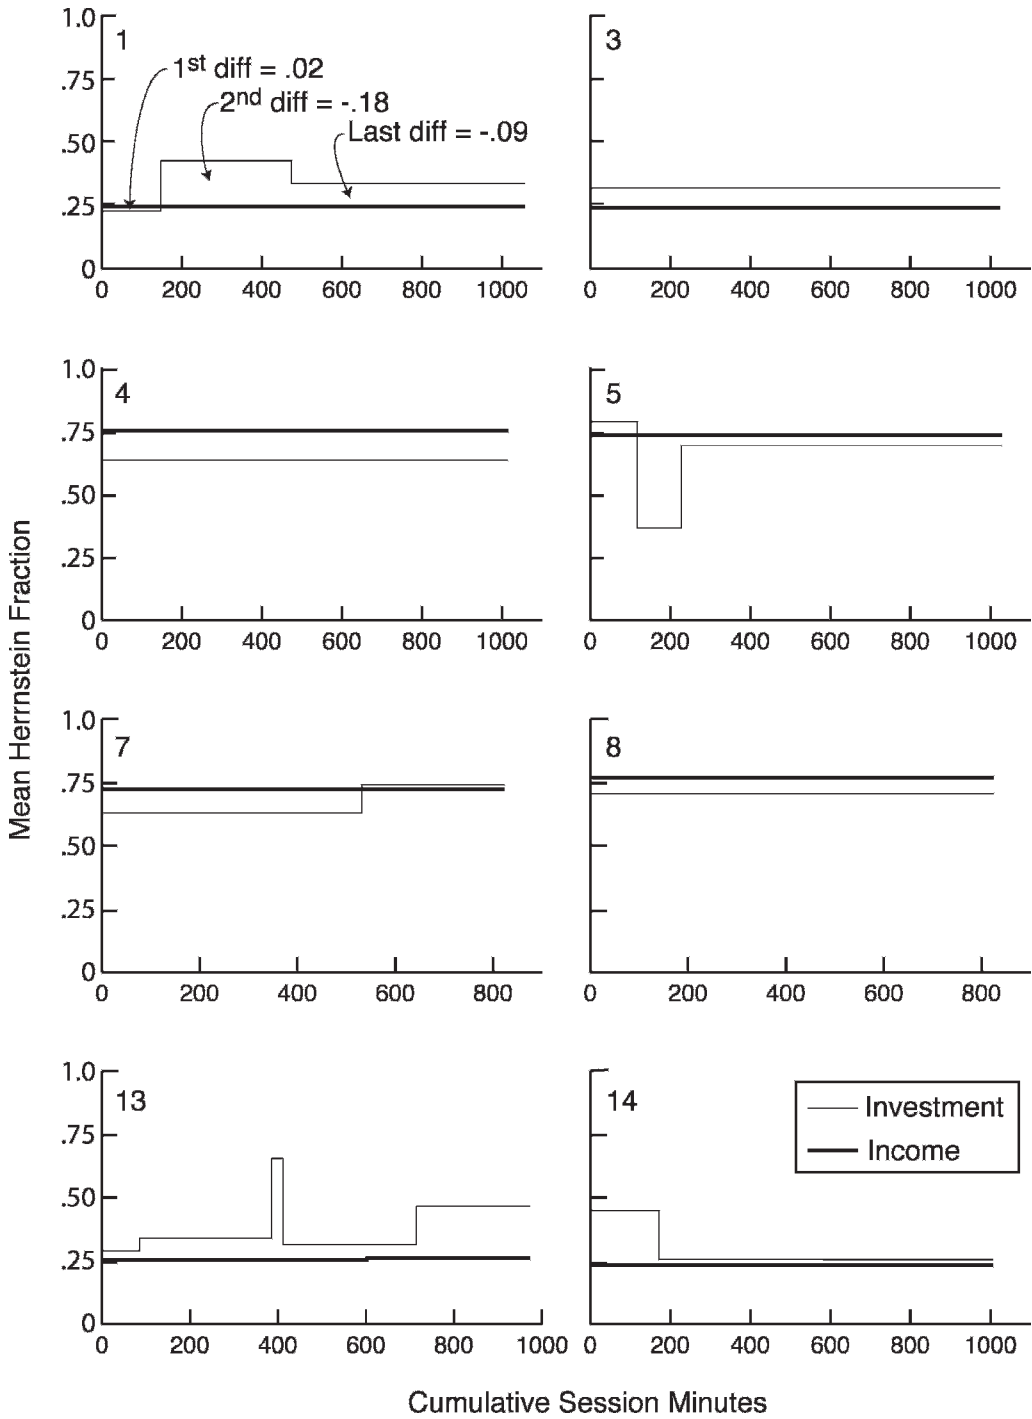 1.0
1
1st diff = .02
.75
2nd diff = -.18
Last diff = -.09
.50
.25
0
0 200 400 600 800 1000
3
0 200 400 600 800 1000
1.0
4
.75
.50
.25
0
0 200 400 600 800 1000
5
0 200 400 600 800 1000
Mean Herrnstein Fraction
1.0
7
.75
.50
.25
0
0 200 400 600 800
8
0 200 400 600 800
1.0
13
.75
.50
.25
0
0 200 400 600 800 1000
14
Investment
Income
0 200 400 600 800 1000
Cumulative Session Minutes